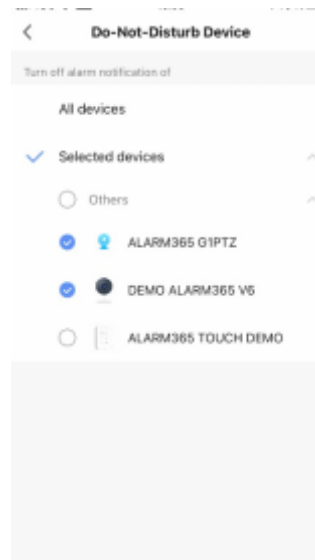 Do-Not-Disturb Device
Turn off alarm notification of
All devices
Selected devices
Others
ALARM365 G1PTZ
DEMO ALARM365 V6
ALARM365 TOUCH DEMO